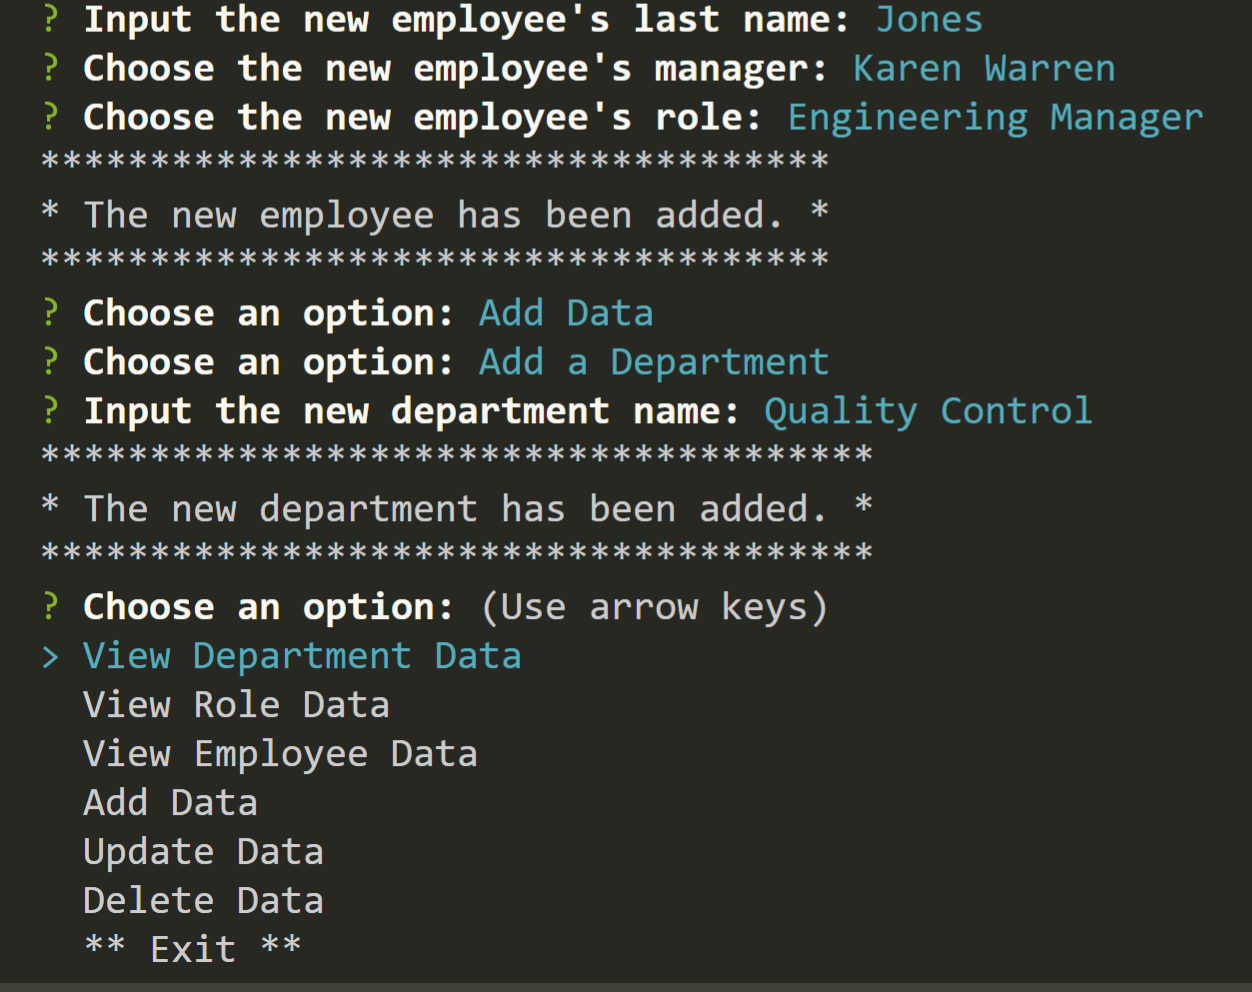 ? Input the new employee's last name: Jones
? Choose the new employee's manager: Karen Warren
? Choose the new employee's role: Engineering Manager
************************************
* The new employee has been added. *
************************************
? Choose an option: Add Data
? Choose an option: Add a Department
? Input the new department name: Quality Control
**************************************
* The new department has been added. *
**************************************
? Choose an option: (Use arrow keys)
> View Department Data
  View Role Data
  View Employee Data
  Add Data
  Update Data
  Delete Data
  ** Exit **